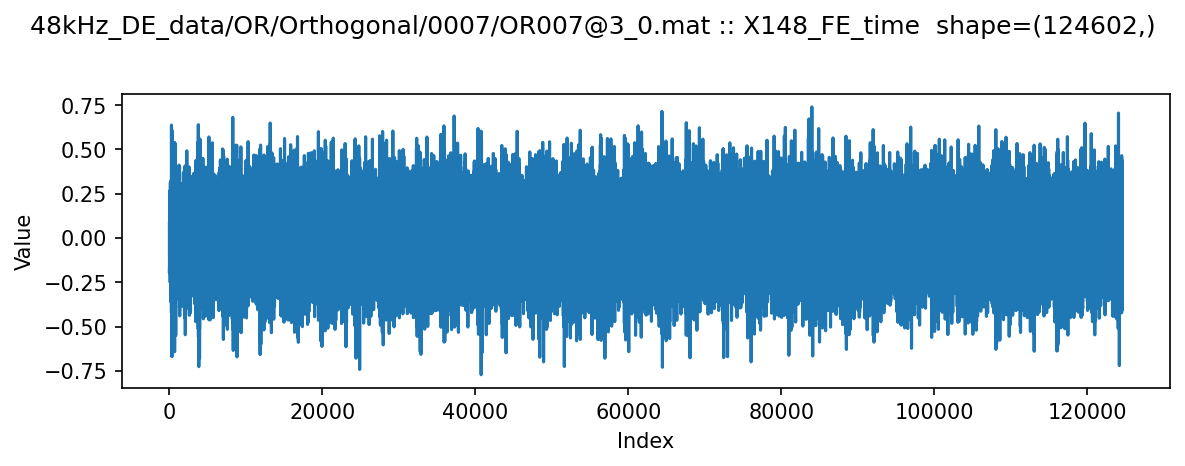 48kHz_DE_data/OR/Orthogonal/0007/OR007@3_0.mat :: X148_FE_time  shape=(124602,)
0.75
0.50
0.25
0.00
−0.25
−0.50
−0.75
Value
0 20000 40000 60000 80000 100000 120000
Index